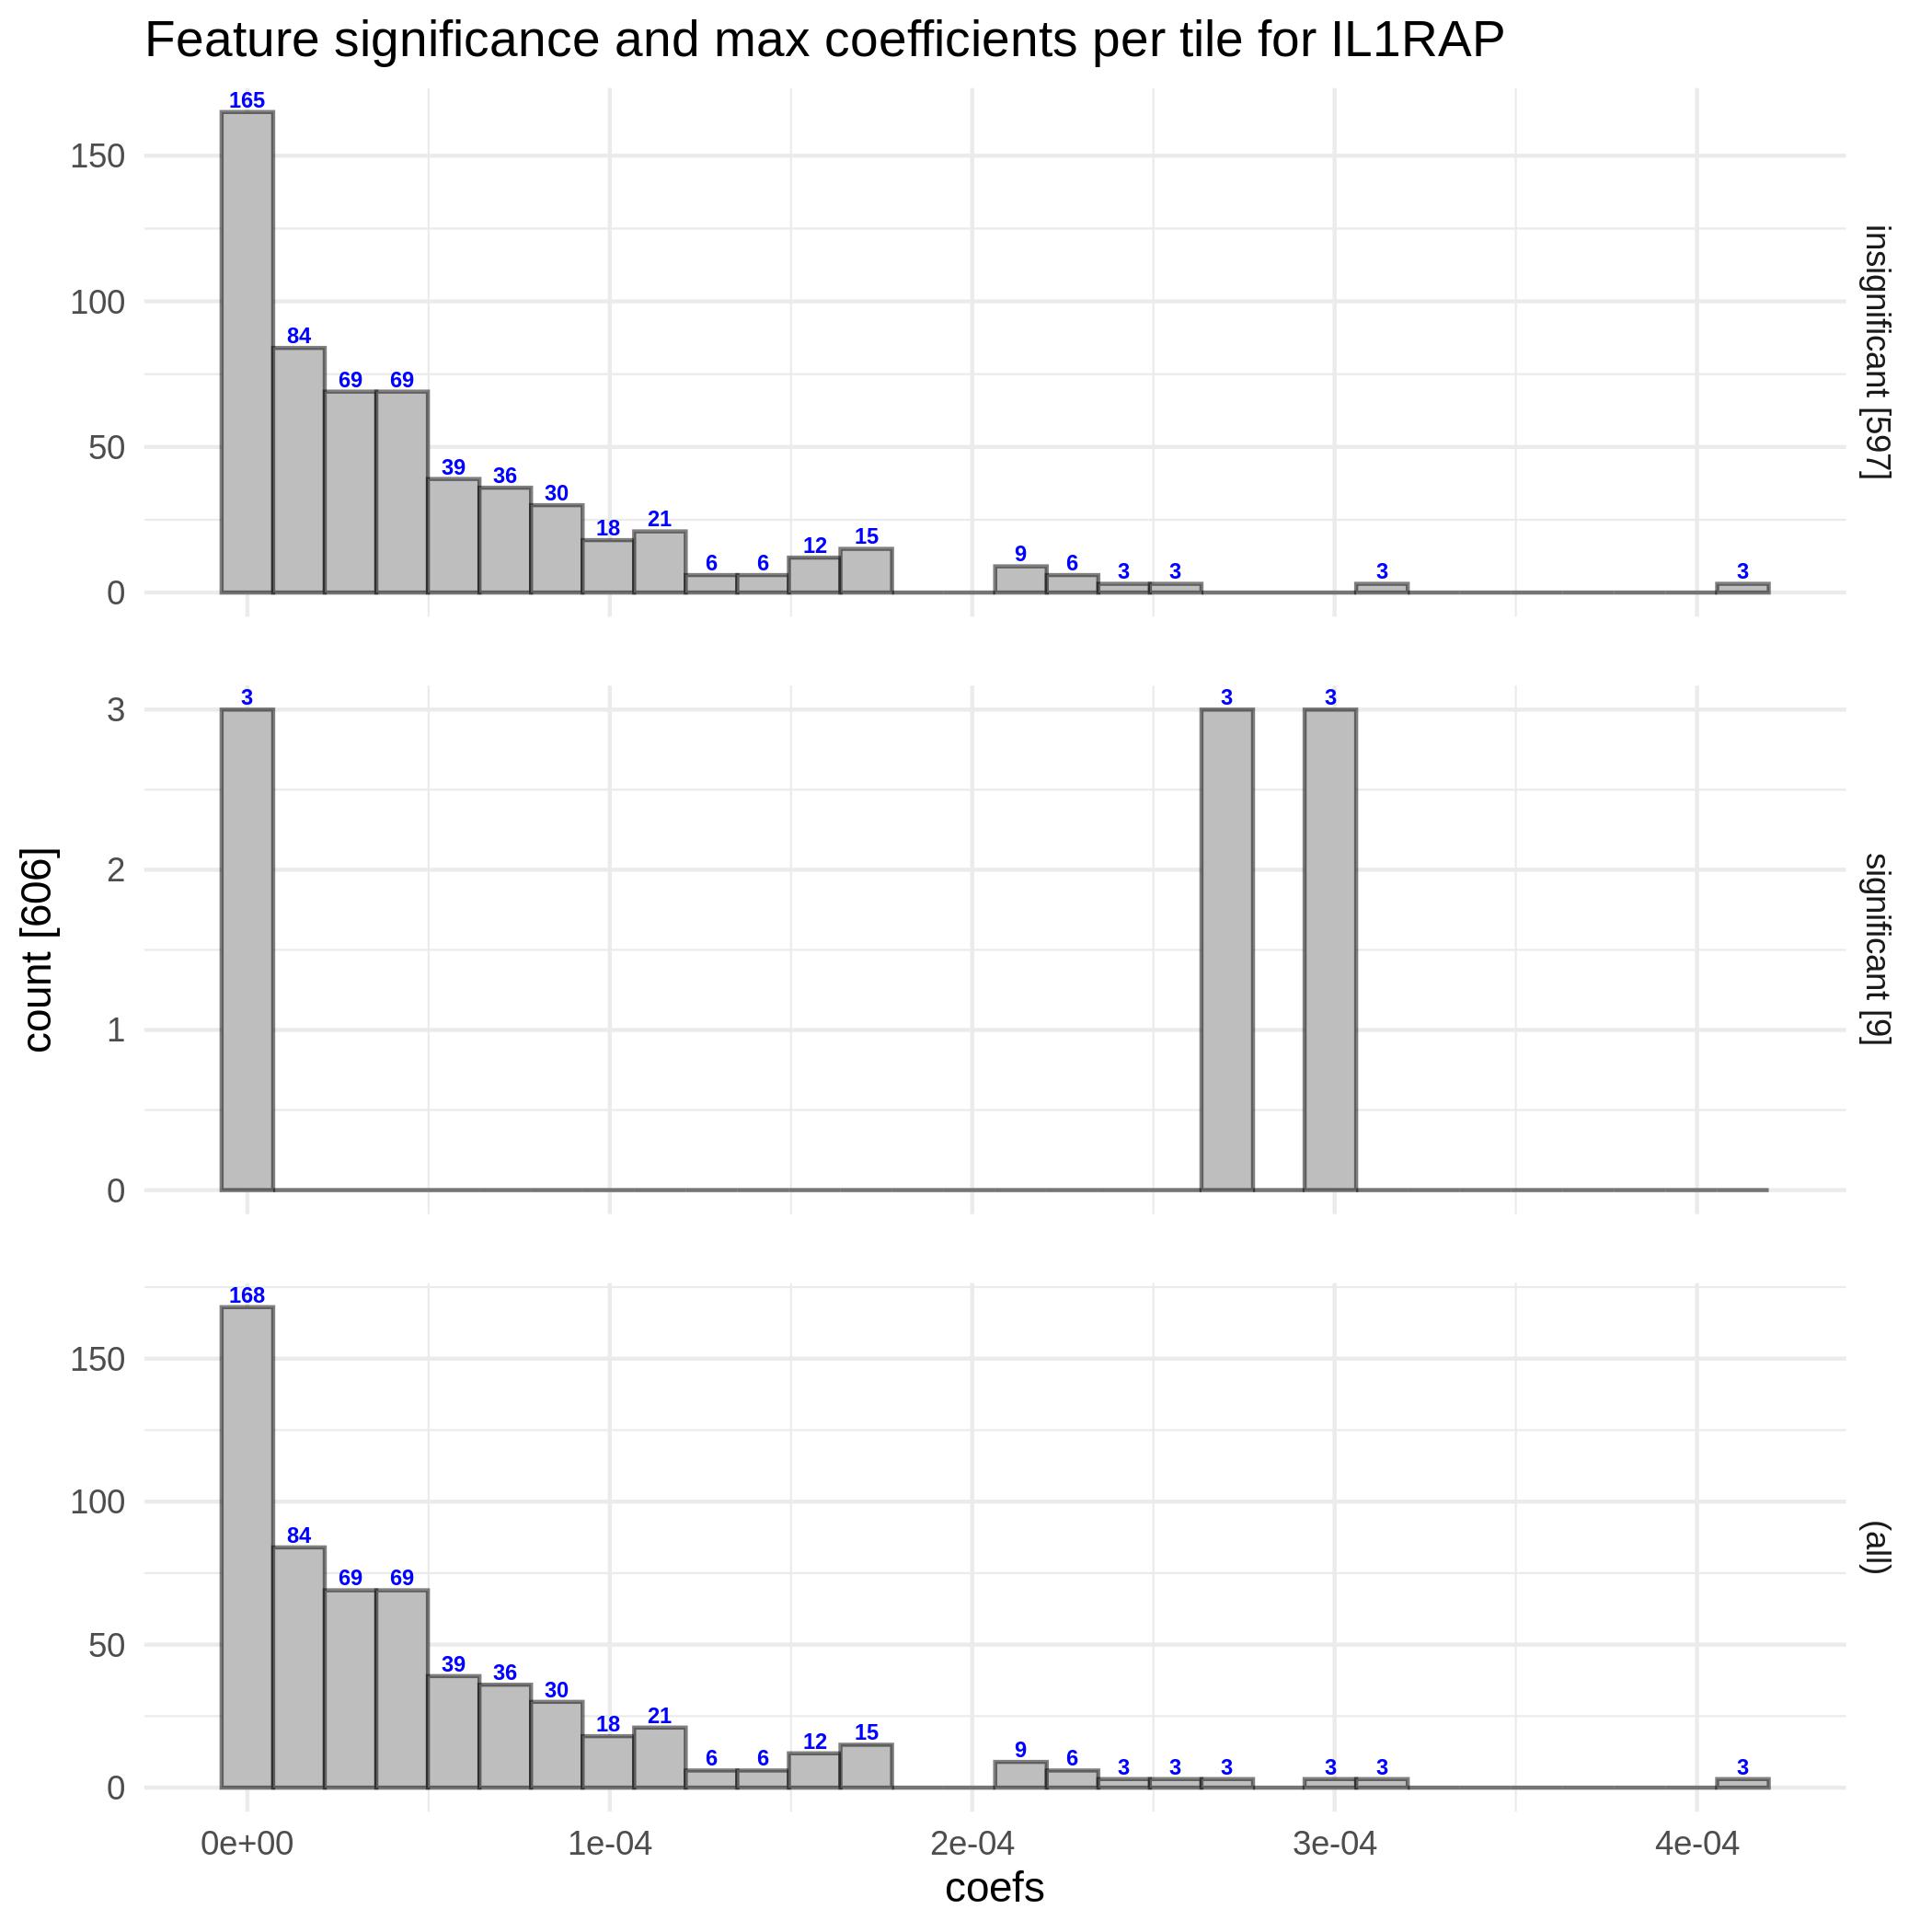 Feature significance and max coefficients per tile for IL1RAP
165
84
69 69
39 36 30 18 21 6 6 12 15 9 6 3 3 3 3
150
100
50
0
insignificant [597]
3 3 3
3
2
1
0
significant [9]
count [606]
168
84
69 69
39 36 30 18 21 6 6 12 15 9 6 3 3 3 3 3 3
150
100
50
0
(all)
0e+00 1e-04 2e-04 3e-04 4e-04
coefs